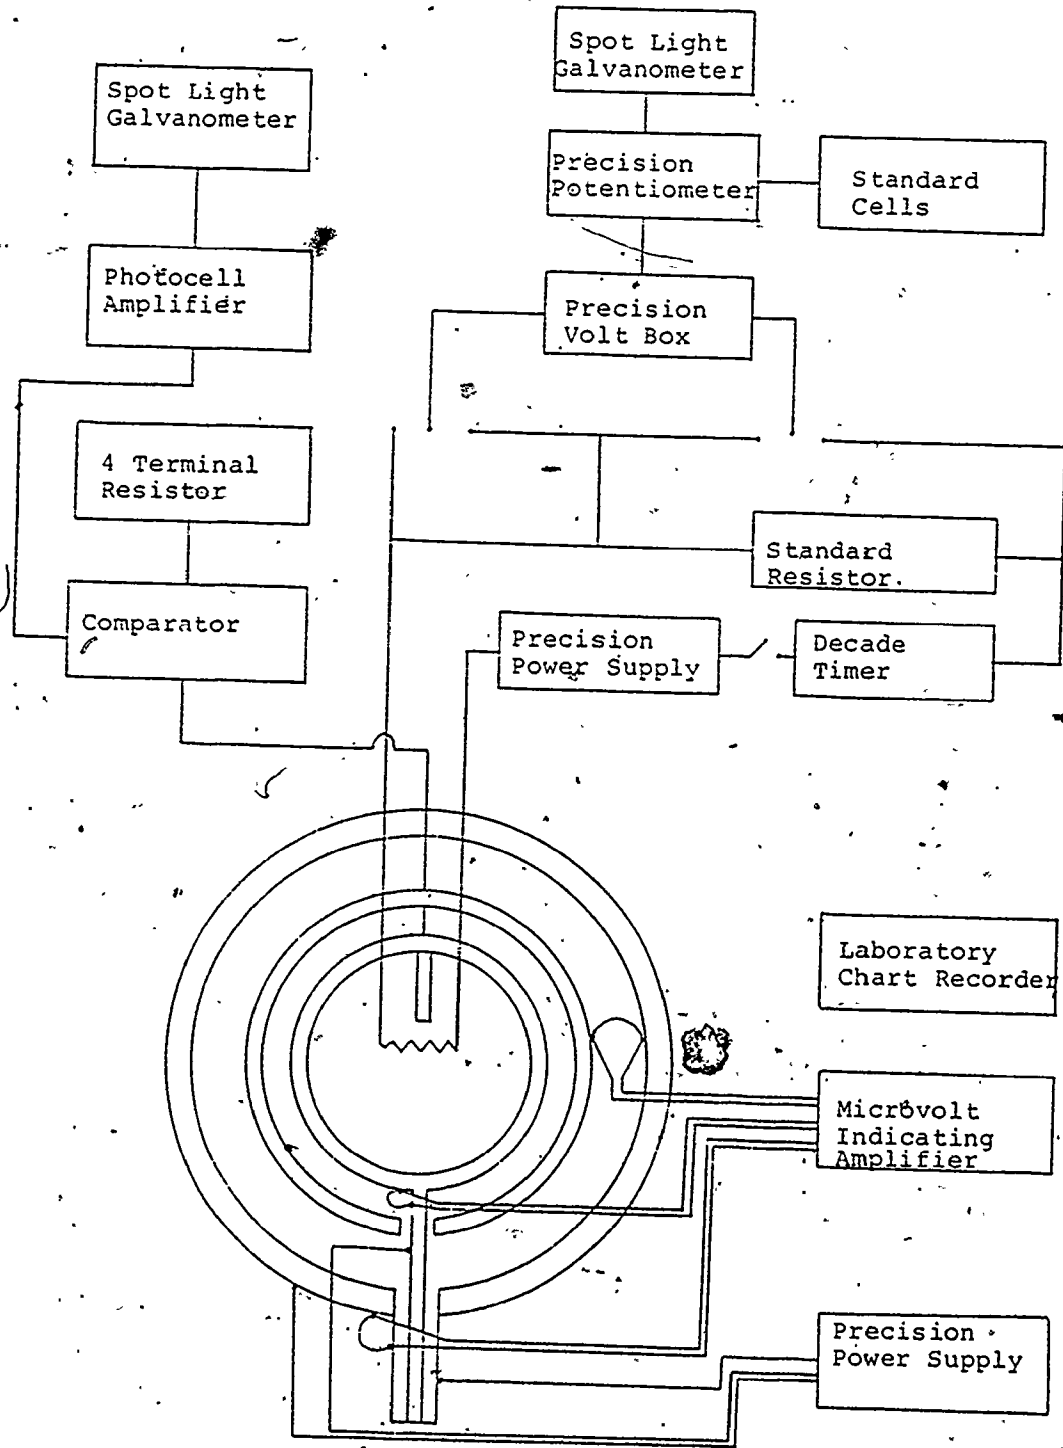 Spot Light
Galvanometer
Spot Light
Galvanometer
Precision
Potentiometer
Standard
Cells
Photocell
Amplifier
Precision
Volt Box
4 Terminal
Resistor
Standard
Resistor.
Comparator
Precision
Power Supply
Decade
Timer
Laboratory
Chart Recorder
Microvolt
Indicating
Amplifier
Precision
Power Supply